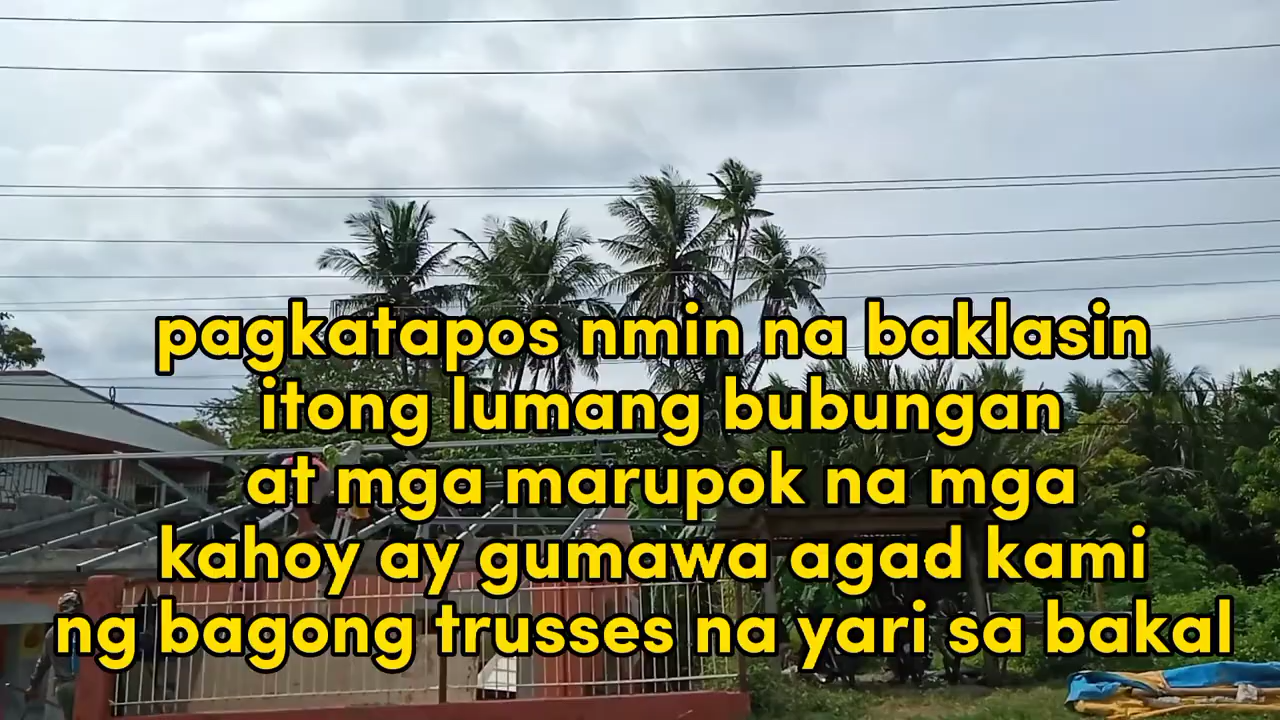 pagkatapos nmin na baklasin
itong lumang bubungan
at mga marupok na mga
kahoy ay gumawa agad kami
ng bagong trusses na yari sa bakal